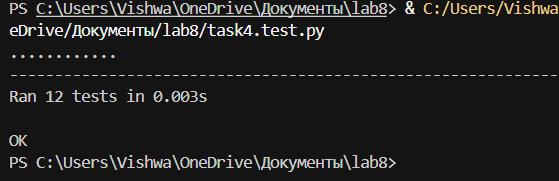 PS C:\Users\Vishwa\OneDrive\Документы\lab8> & C:/Users/Vishwa
eDrive/Документы/lab8/task4.test.py
............
----------------------------------------------------------------------
Ran 12 tests in 0.003s
OK
PS C:\Users\Vishwa\OneDrive\Документы\lab8>